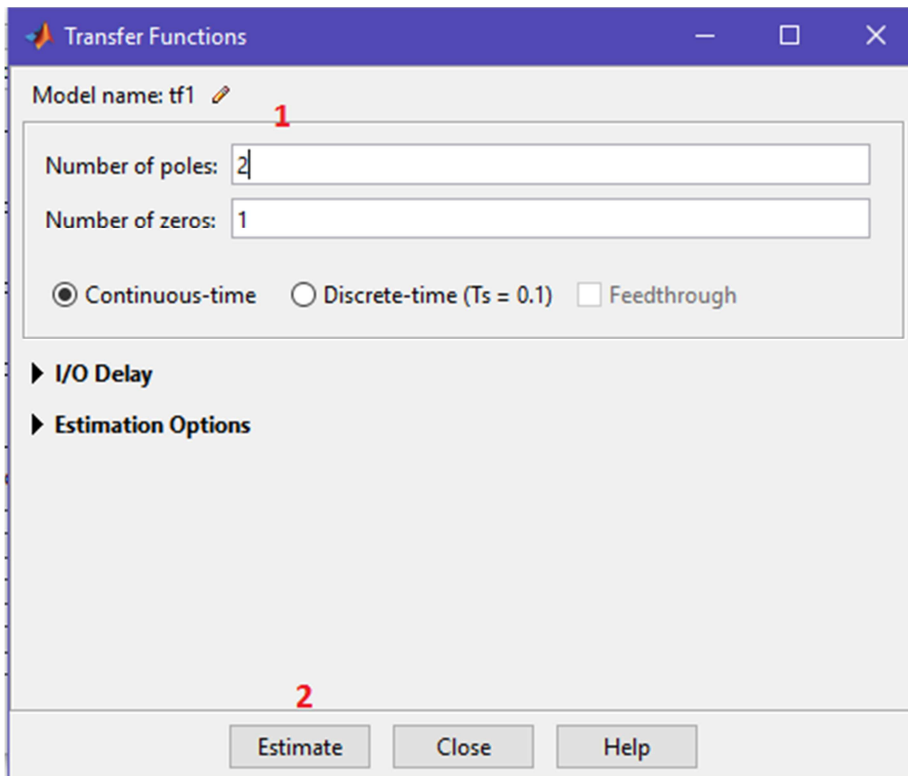 Transfer Functions
Model name: tf1
1
Number of poles: 2
Number of zeros: 1
Continuous-time Discrete-time (Ts = 0.1) Feedthrough
I/O Delay
Estimation Options
2
Estimate Close Help